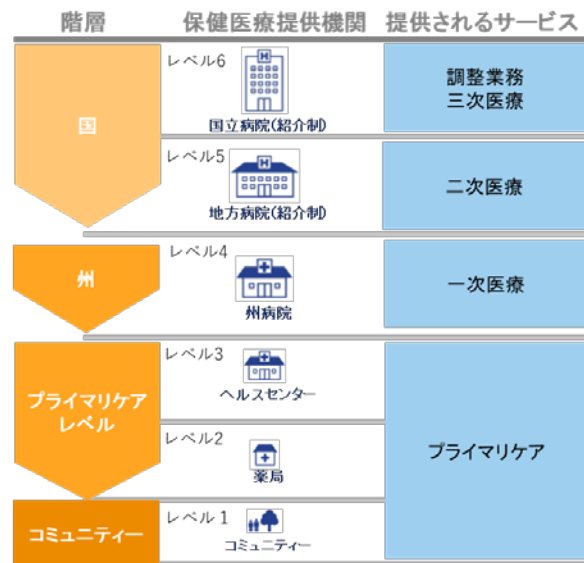 階層 保健医療提供機関 提供されるサービス
国
レベル6
H
国立病院(紹介制)
調整業務
三次医療
レベル5
H
地方病院(紹介制)
二次医療
州
レベル4
州病院
一次医療
プライマリケア
レベル
レベル3
ヘルスセンター
レベル2
薬局
プライマリケア
コミュニティー
レベル 1
コミュニティー